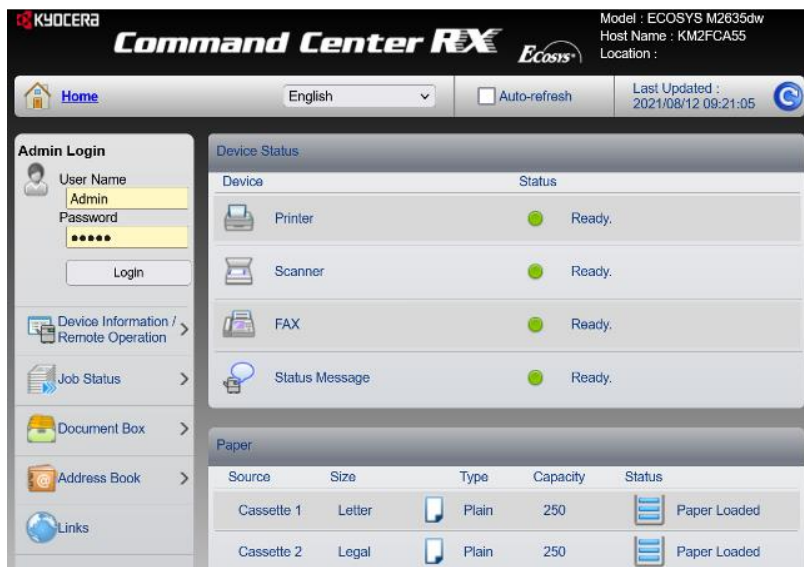 KYOCERA
Command Center RX
Ecosys
Model : ECOSYS M2635dw
Host Name : KM2FCA55
Location :
Home
English
Auto-refresh
Last Updated :
2021/08/12 09:21:05
Admin Login
User Name
Admin
Password
•••••
Login
Device Information /
Remote Operation
Job Status
Document Box
Address Book
Links
Device Status
Device Status
Printer Ready.
Scanner Ready.
FAX Ready.
Status Message Ready.
Paper
Source Size Type Capacity Status
Cassette 1 Letter Plain 250 Paper Loaded
Cassette 2 Legal Plain 250 Paper Loaded